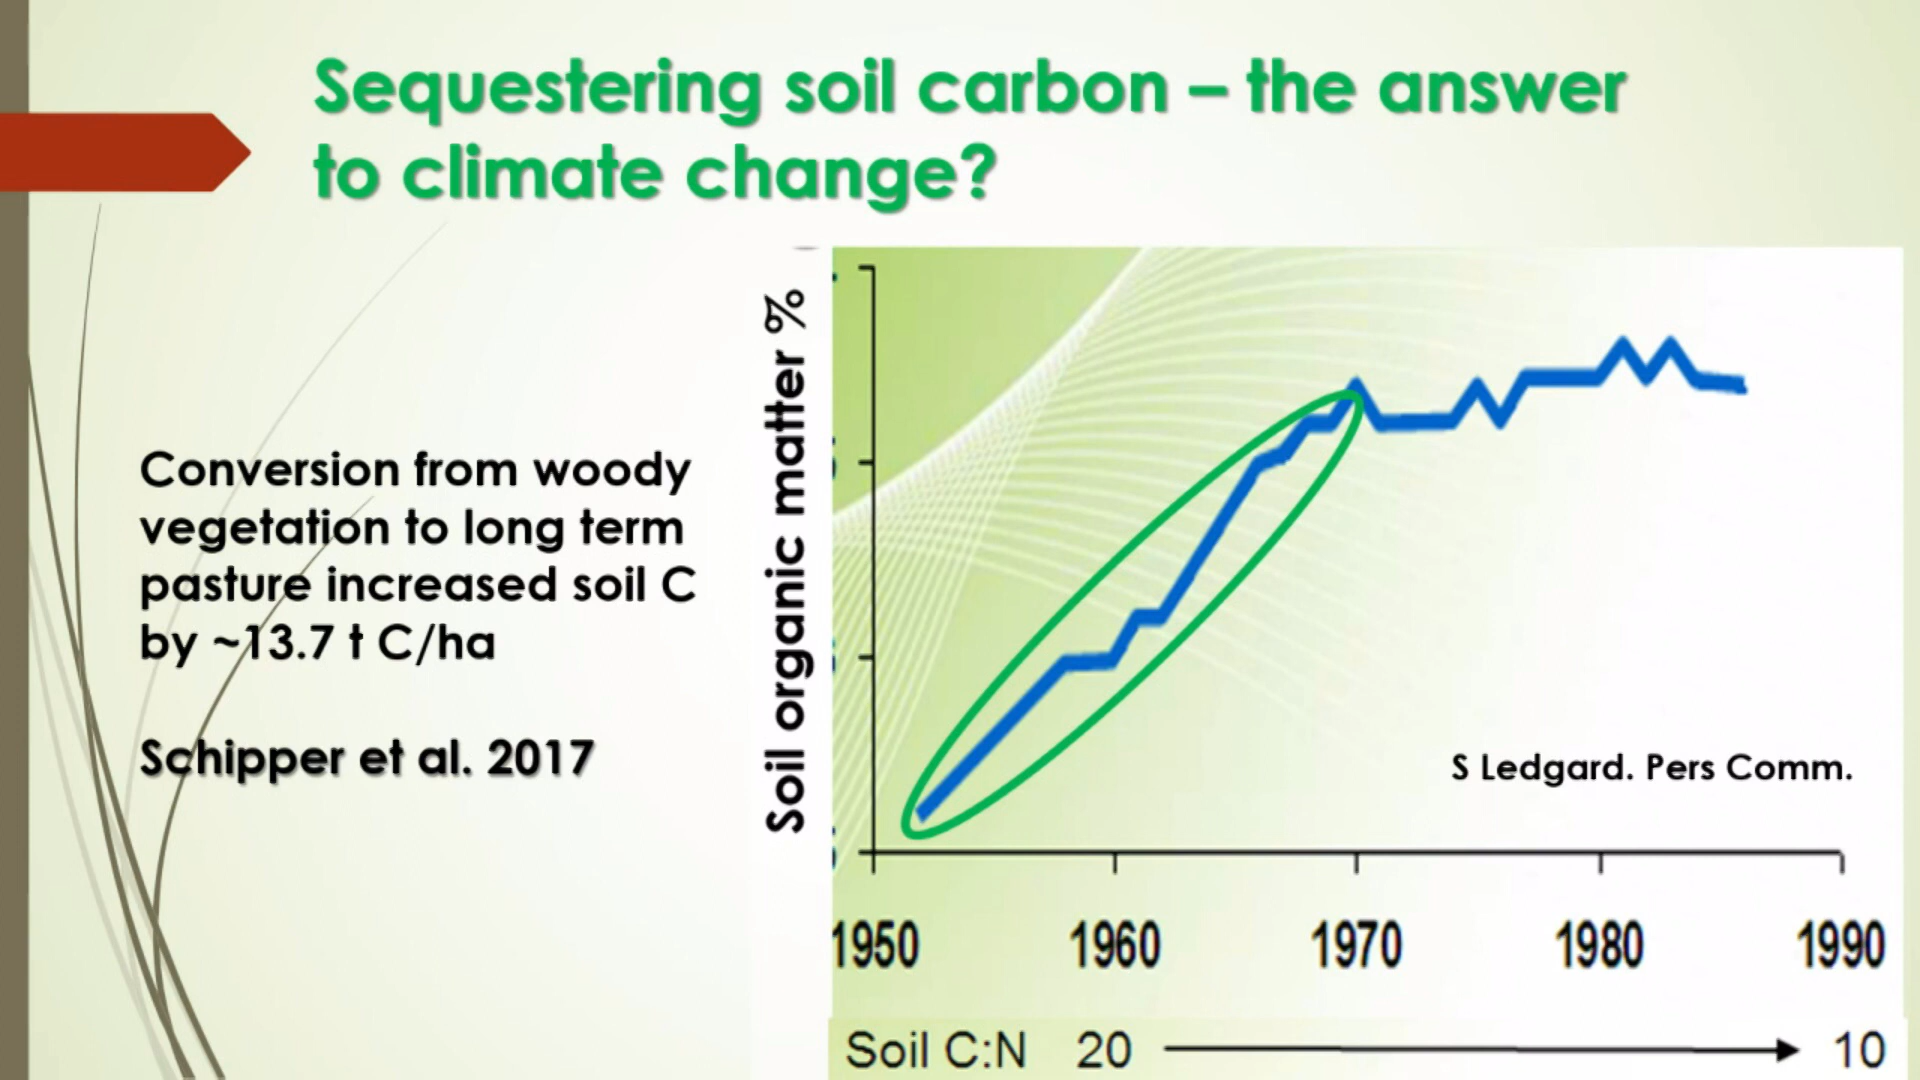 Sequestering soil carbon – the answer
to climate change?
Conversion from woody
vegetation to long term
pasture increased soil C
by ~13.7 t C/ha
Schipper et al. 2017
Soil organic matter %
S Ledgard. Pers Comm.
1950 1960 1970 1980 1990
Soil C:N 20 10